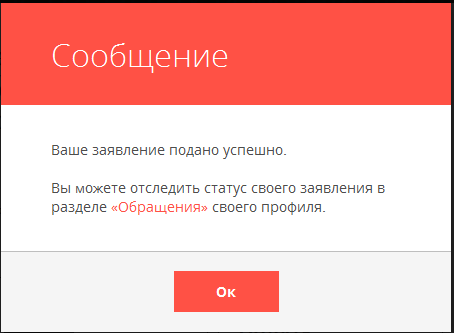 Сообщение
Ваше заявление подано успешно.
Вы можете отследить статус своего заявления в
разделе «Обращения» своего профиля.
Ок